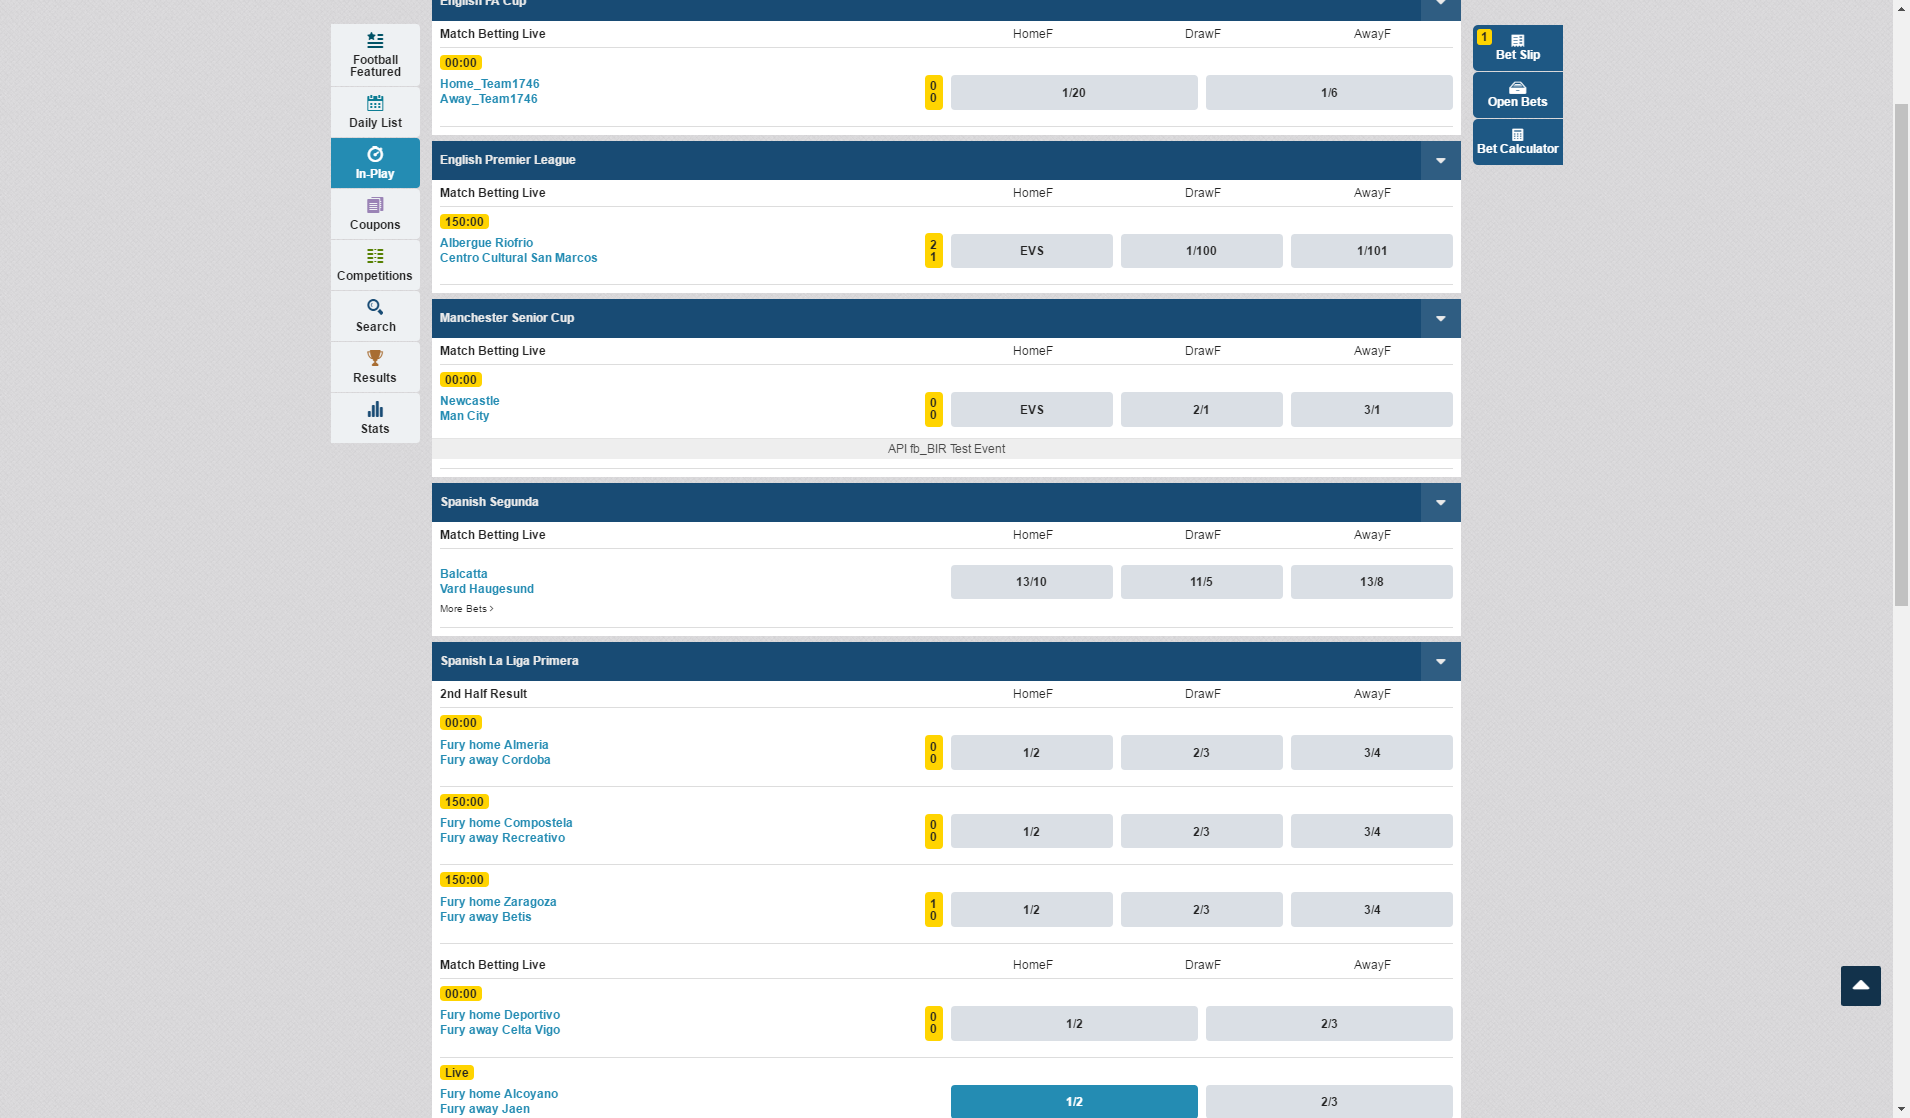 English FA Cup
Match Betting Live HomeF DrawF AwayF
00:00
Home_Team1746
Away_Team1746
0
0
1/20 1/6
English Premier League
Match Betting Live HomeF DrawF AwayF
150:00
Albergue Riofrio
Centro Cultural San Marcos
2
1
EVS 1/100 1/101
Manchester Senior Cup
Match Betting Live HomeF DrawF AwayF
00:00
Newcastle
Man City
0
0
EVS 2/1 3/1
API fb_BIR Test Event
Spanish Segunda
Match Betting Live HomeF DrawF AwayF
Balcatta
Vard Haugesund
13/10 11/5 13/8
More Bets
Spanish La Liga Primera
2nd Half Result HomeF DrawF AwayF
00:00
Fury home Almeria
Fury away Cordoba
0
0
1/2 2/3 3/4
150:00
Fury home Compostela
Fury away Recreativo
0
0
1/2 2/3 3/4
150:00
Fury home Zaragoza
Fury away Betis
1
0
1/2 2/3 3/4
Match Betting Live HomeF DrawF AwayF
00:00
Fury home Deportivo
Fury away Celta Vigo
0
0
1/2 2/3
Live
Fury home Alcoyano
Fury away Jaen
1/2 2/3
Football
Featured
Daily List
In-Play
Coupons
Competitions
Search
Results
Stats
1
Bet Slip
Open Bets
Bet Calculator